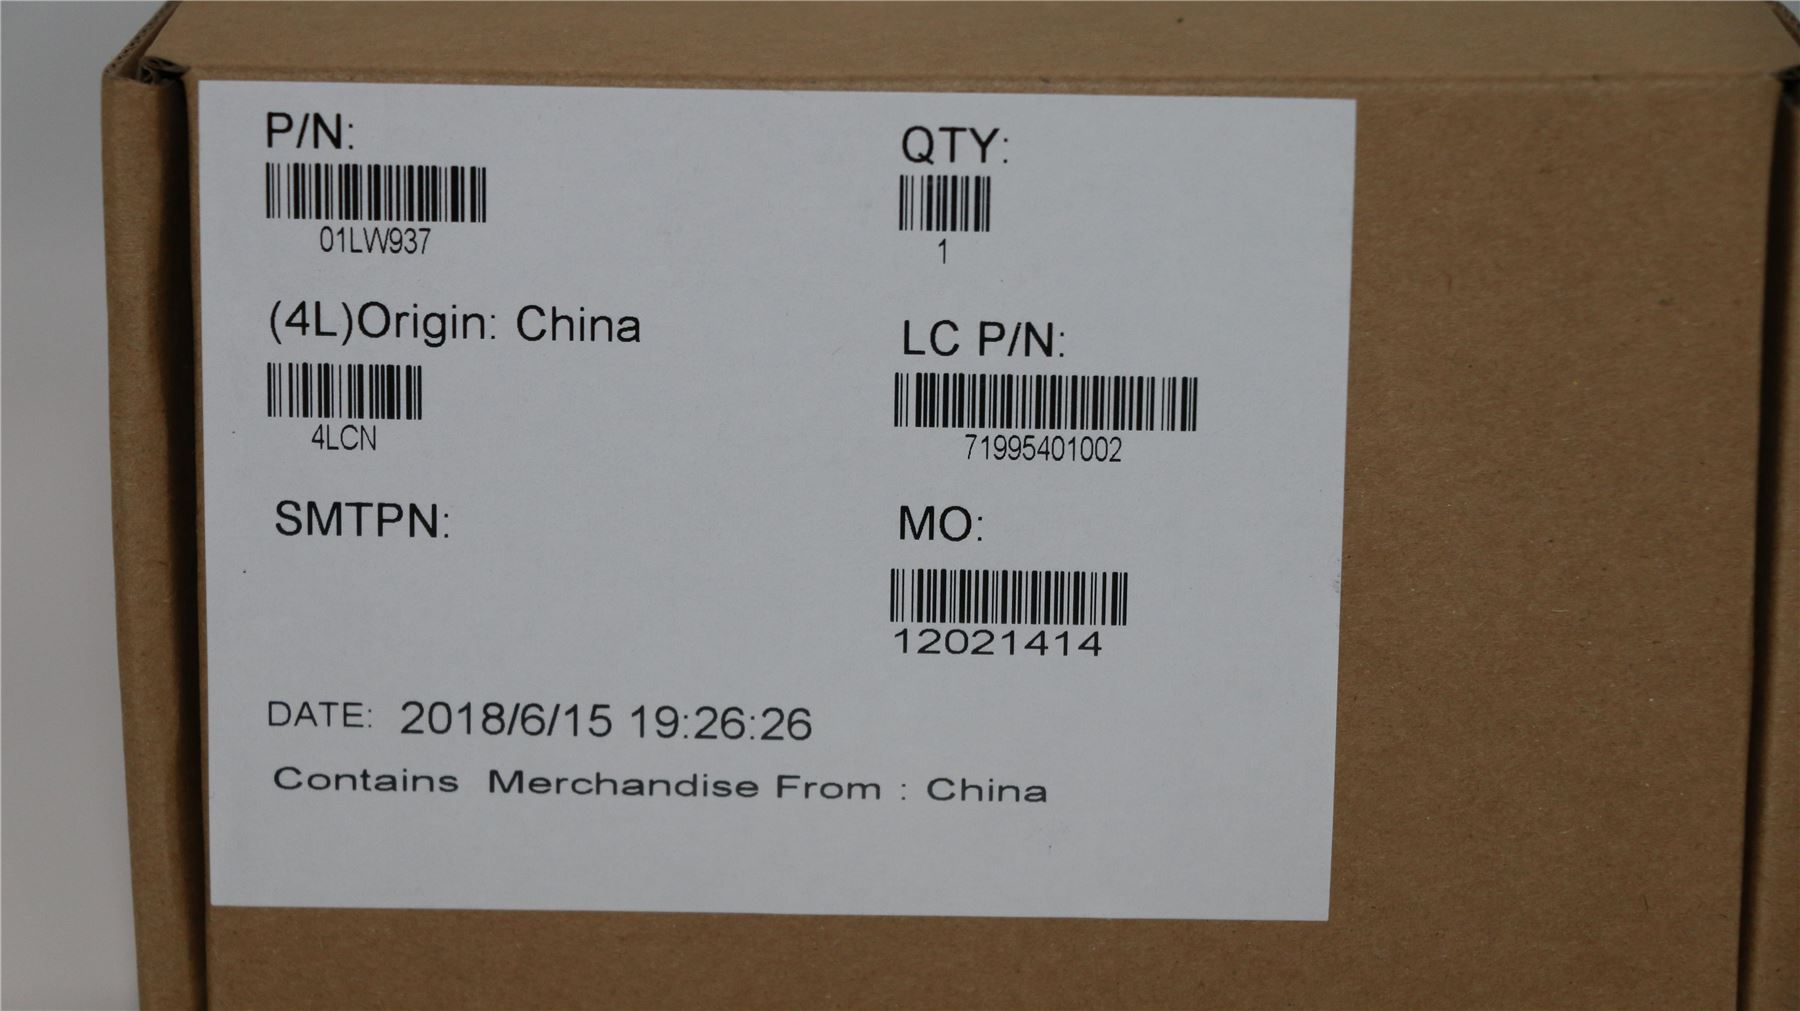 P/N:
01LW937
QTY:
1
(4L)Origin: China
4LCN
LC P/N:
71995401002
SMTPN:
MO:
12021414
DATE: 2018/6/15 19:26:26
Contains Merchandise From : China